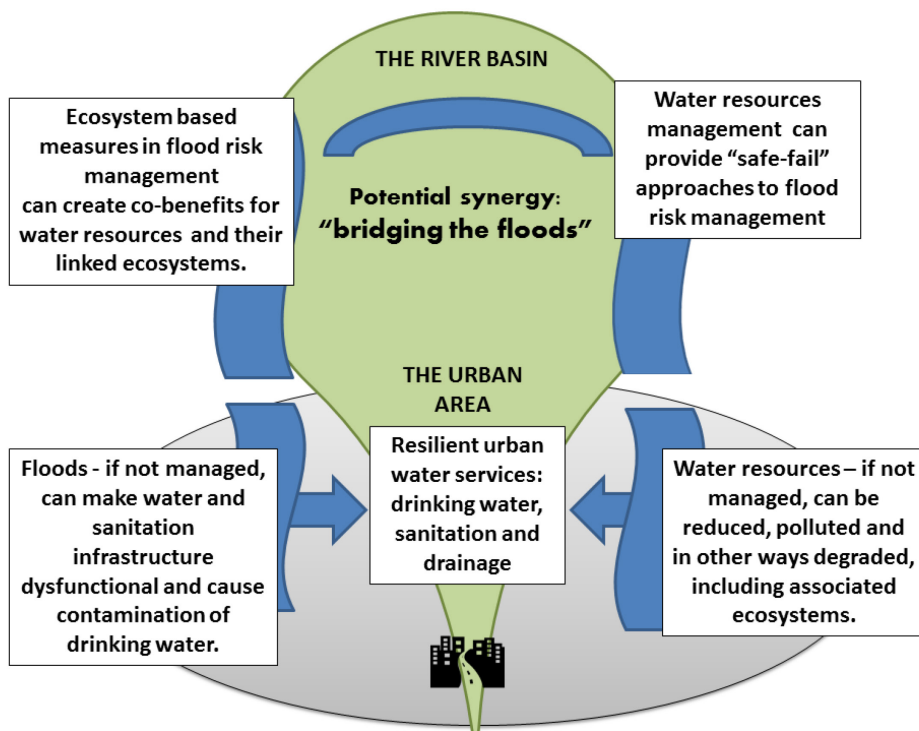 THE RIVER BASIN
Ecosystem based
measures in flood risk
management
can create co-benefits for
water resources and their
linked ecosystems.
Water resources
management can
provide “safe-fail”
approaches to flood
risk management
Potential synergy:
“bridging the floods”
THE URBAN
AREA
Floods - if not managed,
can make water and
sanitation
infrastructure
dysfunctional and cause
contamination of
drinking water.
Resilient urban
water services:
drinking water,
sanitation and
drainage
Water resources – if not
managed, can be
reduced, polluted and
in other ways degraded,
including associated
ecosystems.